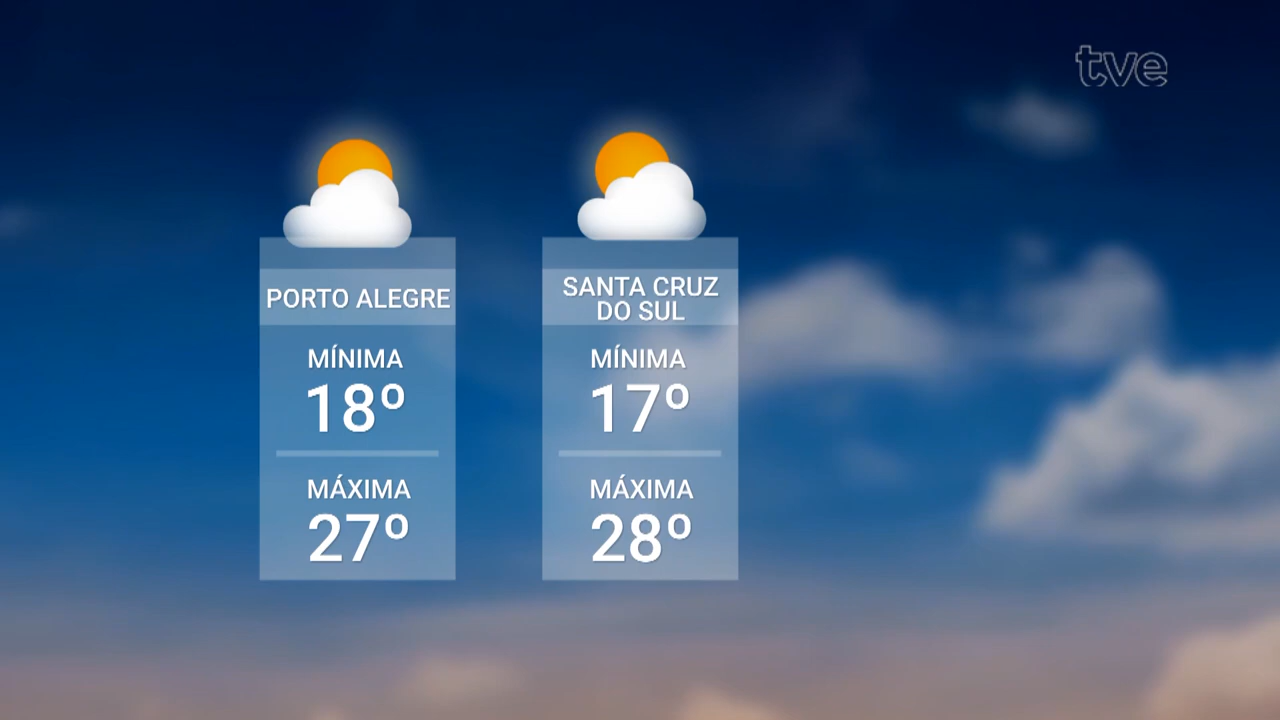 tve
PORTO ALEGRE
MÍNIMA
18º
MÁXIMA
27º
SANTA CRUZ
DO SUL
MÍNIMA
17º
MÁXIMA
28º